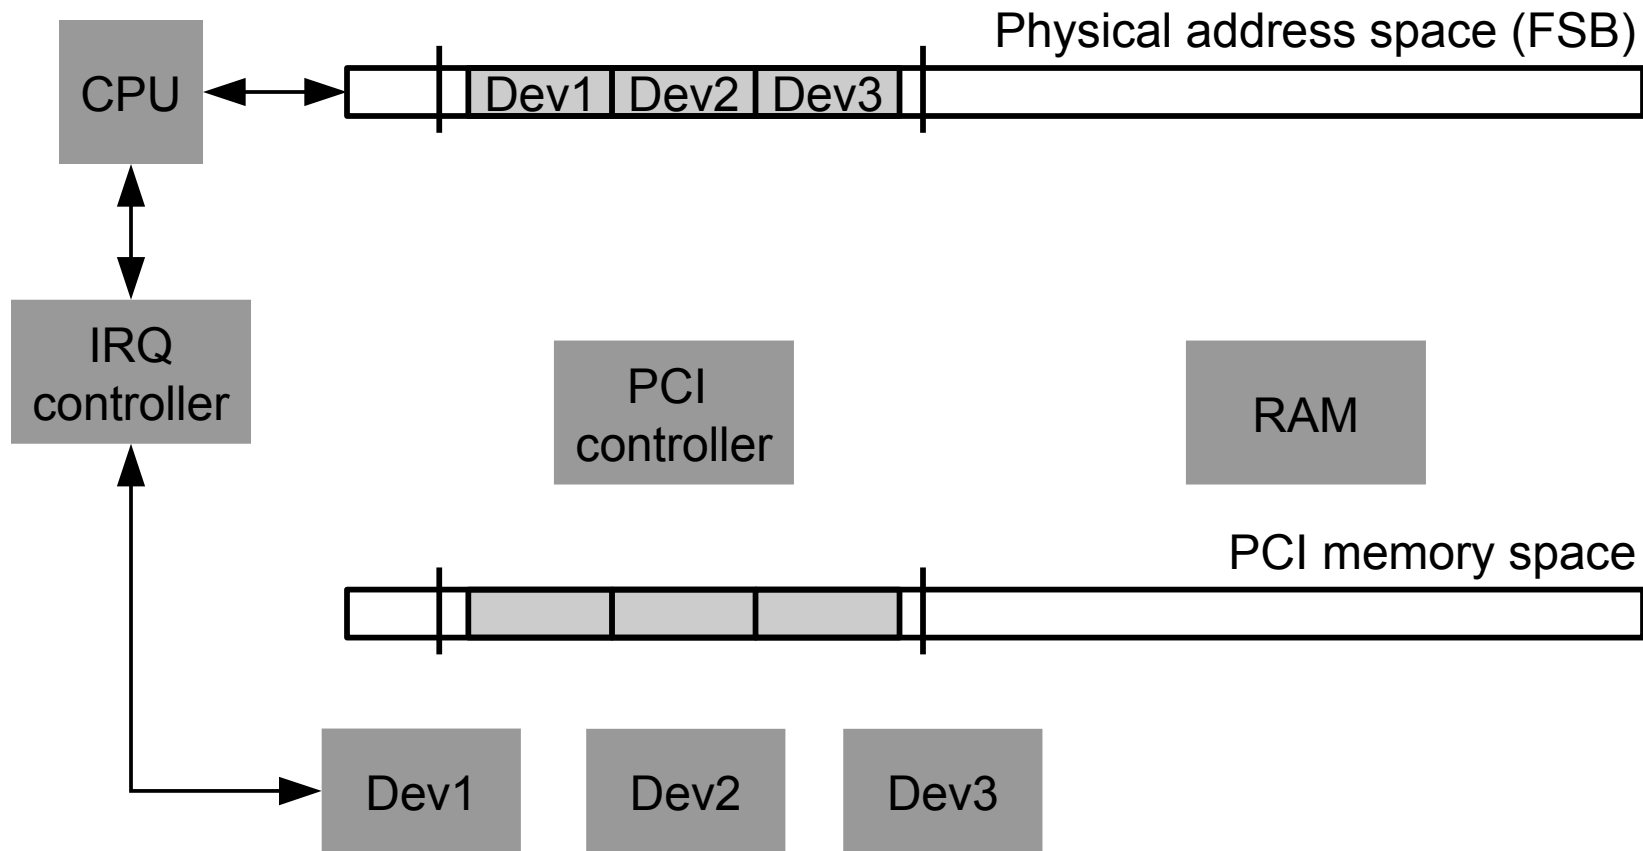 Physical address space (FSB)
CPU
Dev1 Dev2 Dev3
IRQ
controller
PCI
controller
RAM
PCI memory space
Dev1
Dev2
Dev3